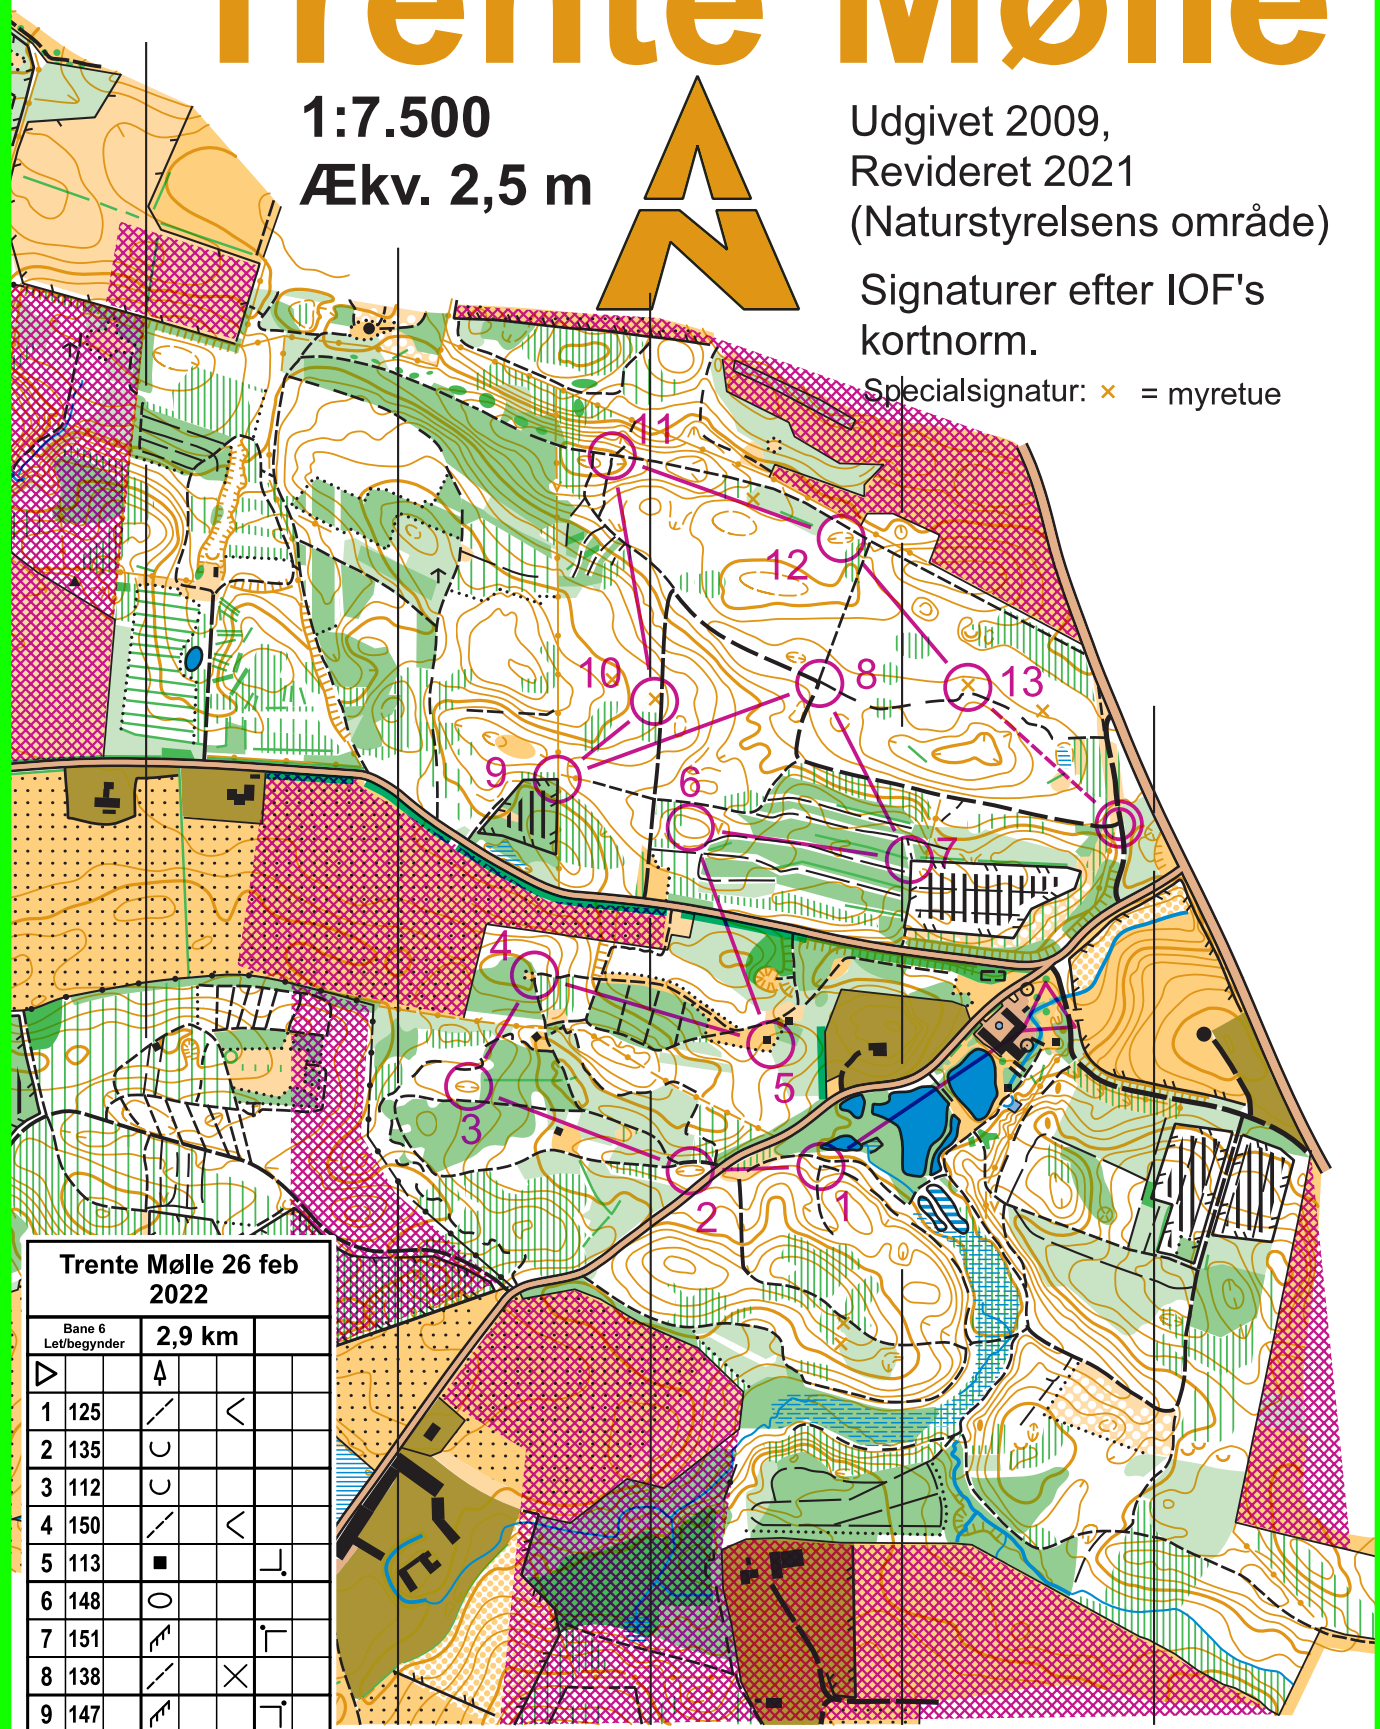 Trente Mølle
1:7.500
Ækv. 2,5 m
Udgivet 2009,
Revideret 2021
(Naturstyrelsens område)
Signaturer efter IOF's
kortnorm.
Specialsignatur: × = myretue
11
12
10
8
13
9
6
7
4
5
3
2
1
Trente Mølle 26 feb
2022
Bane 6
Let/begynder
2,9 km
1 125
2 135
3 112
4 150
5 113
6 148
7 151
8 138
9 147